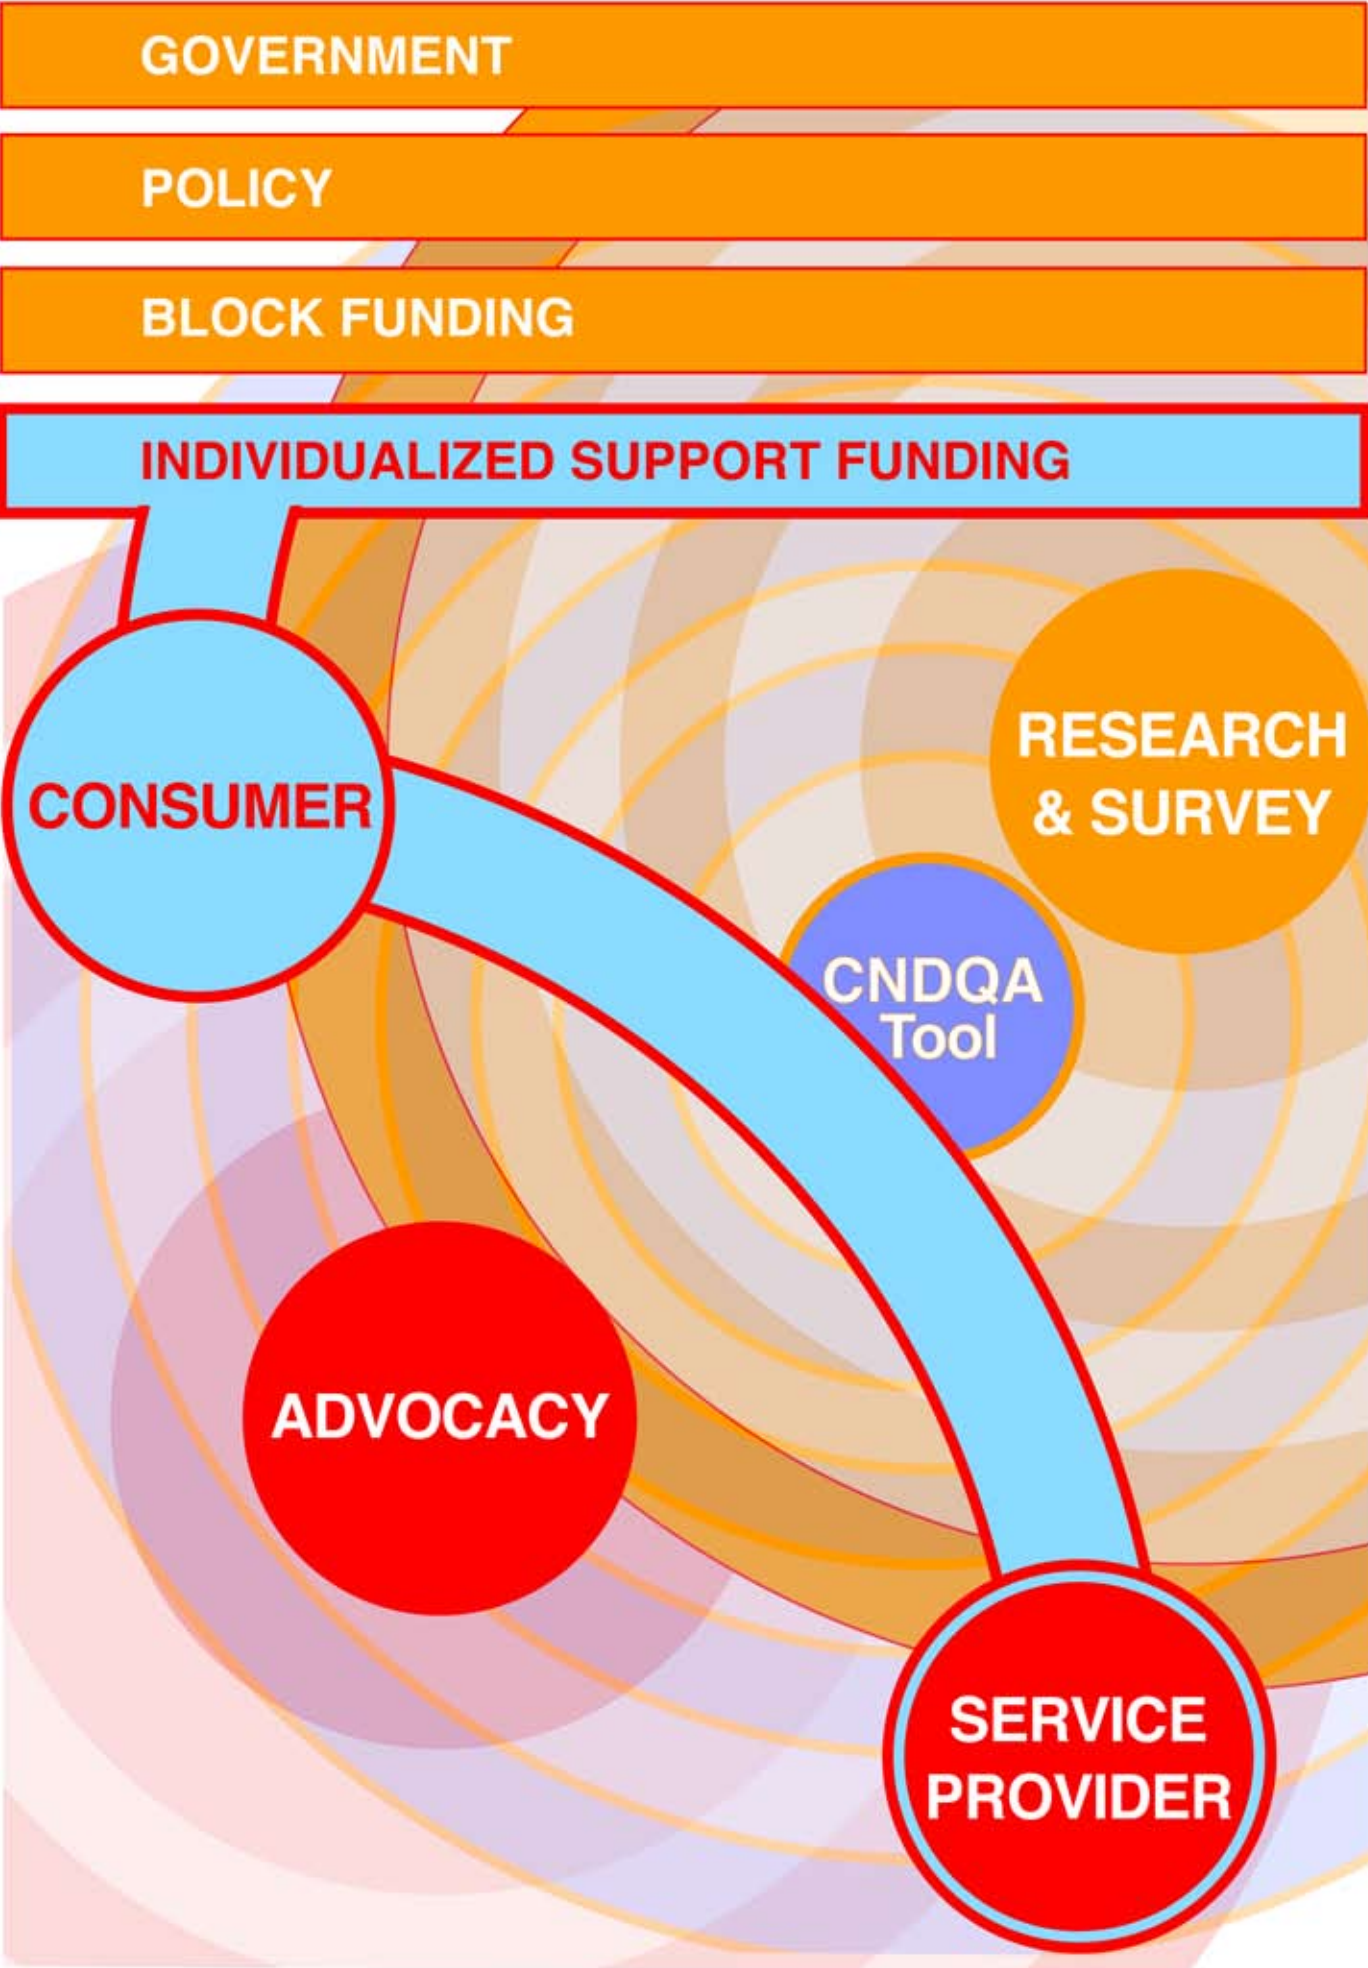 GOVERNMENT
POLICY
BLOCK FUNDING
INDIVIDUALIZED SUPPORT FUNDING
RESEARCH
& SURVEY
CONSUMER
CNDQA
Tool
ADVOCACY
SERVICE
PROVIDER